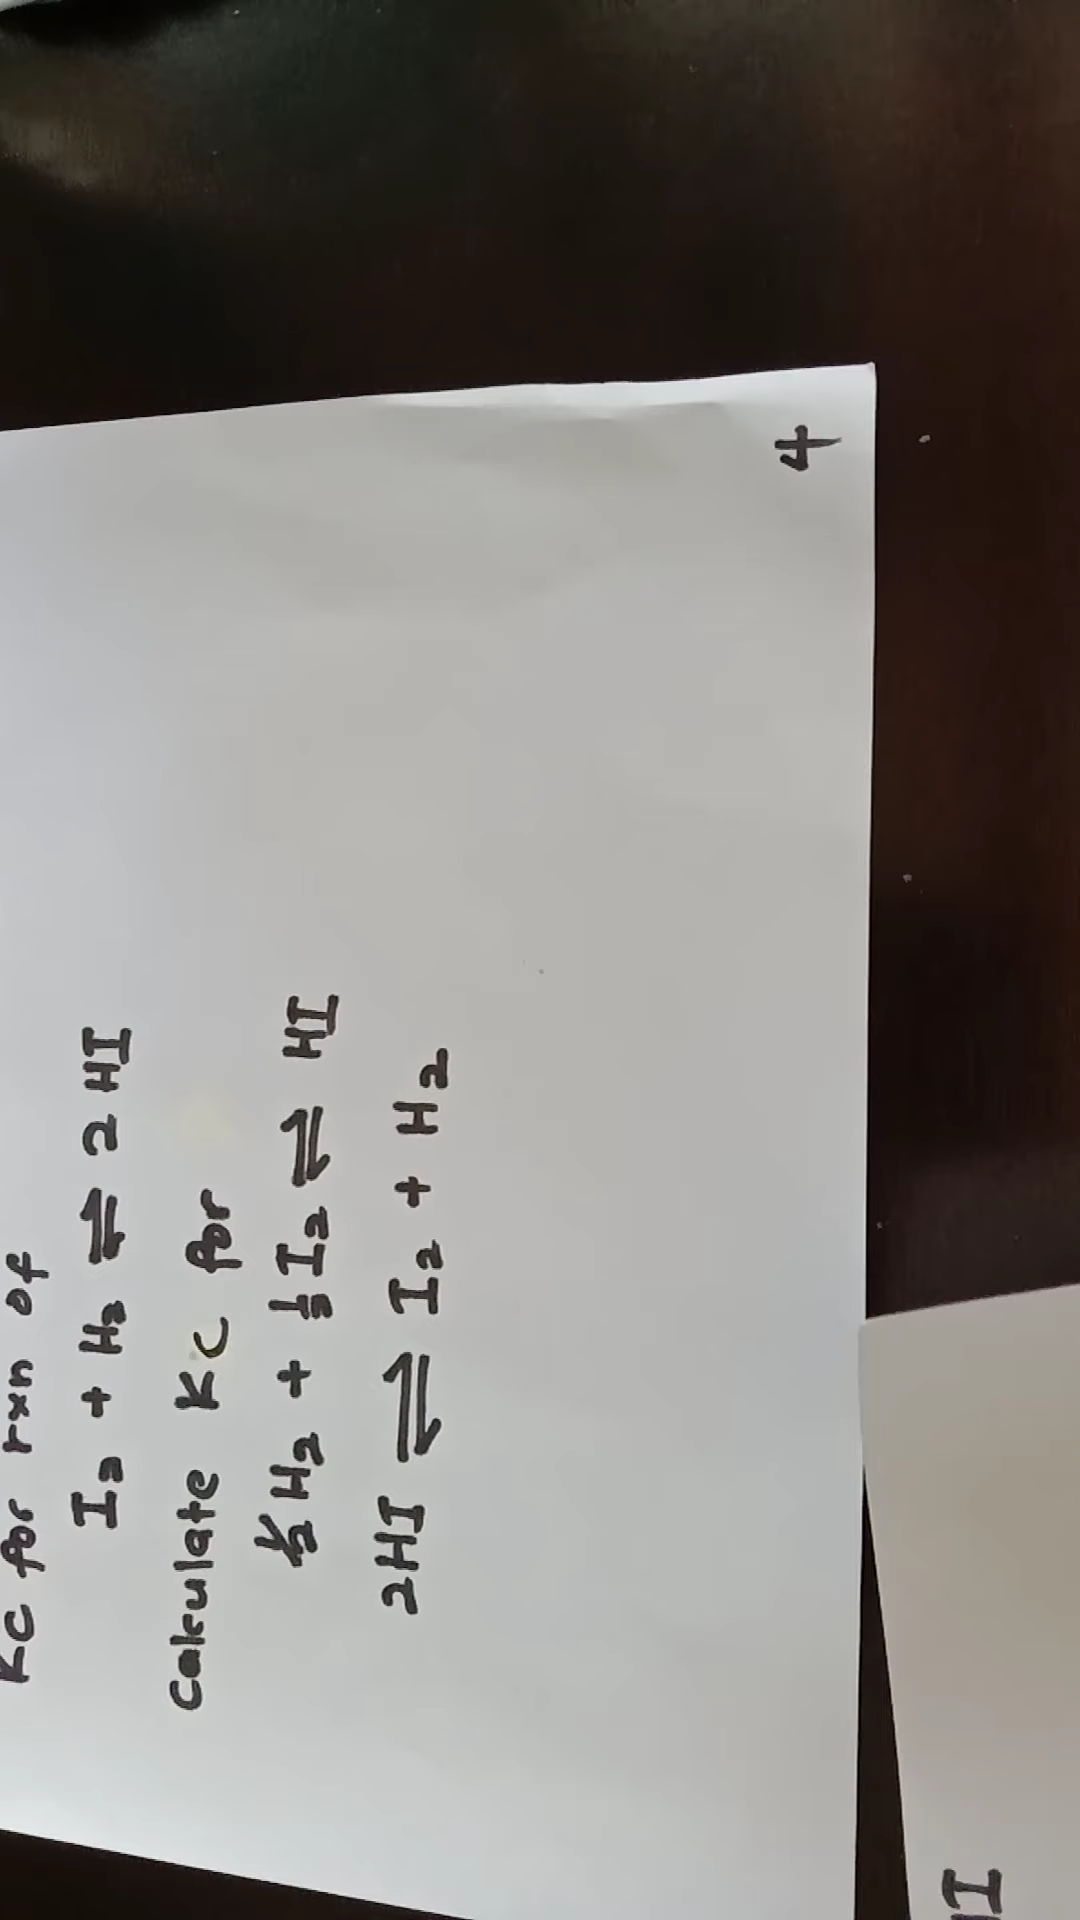 Kc for rxn of
I₂ + H₂ ⇌ 2 HI
Calculate Kc for
½ H₂ + ½ I₂ ⇌ HI
2HI ⇌ I₂ + H₂
4